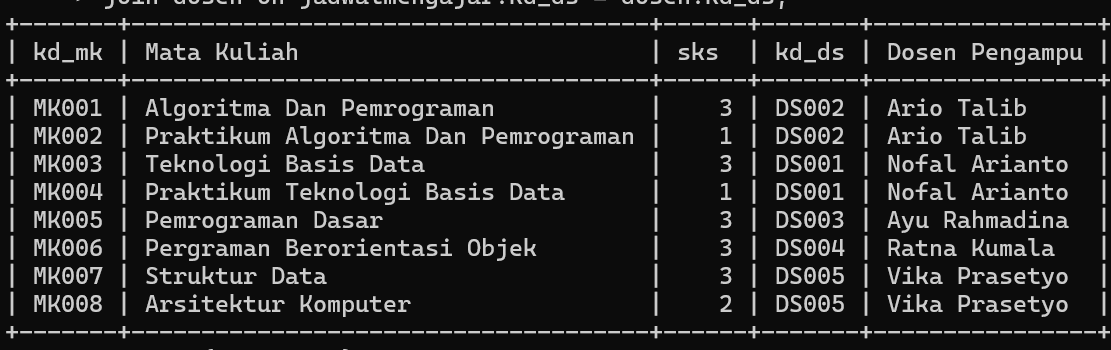 join dosen on jadwalmengajar.kd_ds = dosen.kd_ds;
+-------+-------------------------------------+------+-------+----------------+
| kd_mk | Mata Kuliah                         | sks  | kd_ds | Dosen Pengampu |
+-------+-------------------------------------+------+-------+----------------+
| MK001 | Algoritma Dan Pemrograman           |    3 | DS002 | Ario Talib     |
| MK002 | Praktikum Algoritma Dan Pemrograman |    1 | DS002 | Ario Talib     |
| MK003 | Teknologi Basis Data                |    3 | DS001 | Nofal Arianto  |
| MK004 | Praktikum Teknologi Basis Data      |    1 | DS001 | Nofal Arianto  |
| MK005 | Pemrograman Dasar                   |    3 | DS003 | Ayu Rahmadina  |
| MK006 | Pergraman Berorientasi Objek        |    3 | DS004 | Ratna Kumala   |
| MK007 | Struktur Data                       |    3 | DS005 | Vika Prasetyo  |
| MK008 | Arsitektur Komputer                 |    2 | DS005 | Vika Prasetyo  |
+-------+-------------------------------------+------+-------+----------------+